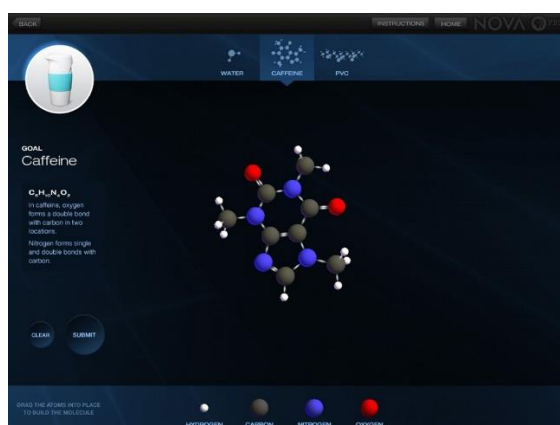 BACK
INSTRUCTIONS
HOME
NOVA
WATER
CAFFEINE
PVC
GOAL
Caffeine
In caffeine, oxygen
forms a double bond
with carbon in two
locations.
Nitrogen forms single
and double bonds with
carbon.
CLEAR
SUBMIT
DRAG THE ATOMS INTO PLACE
TO BUILD THE MOLECULE
HYDROGEN
CARBON
NITROGEN
OXYGEN